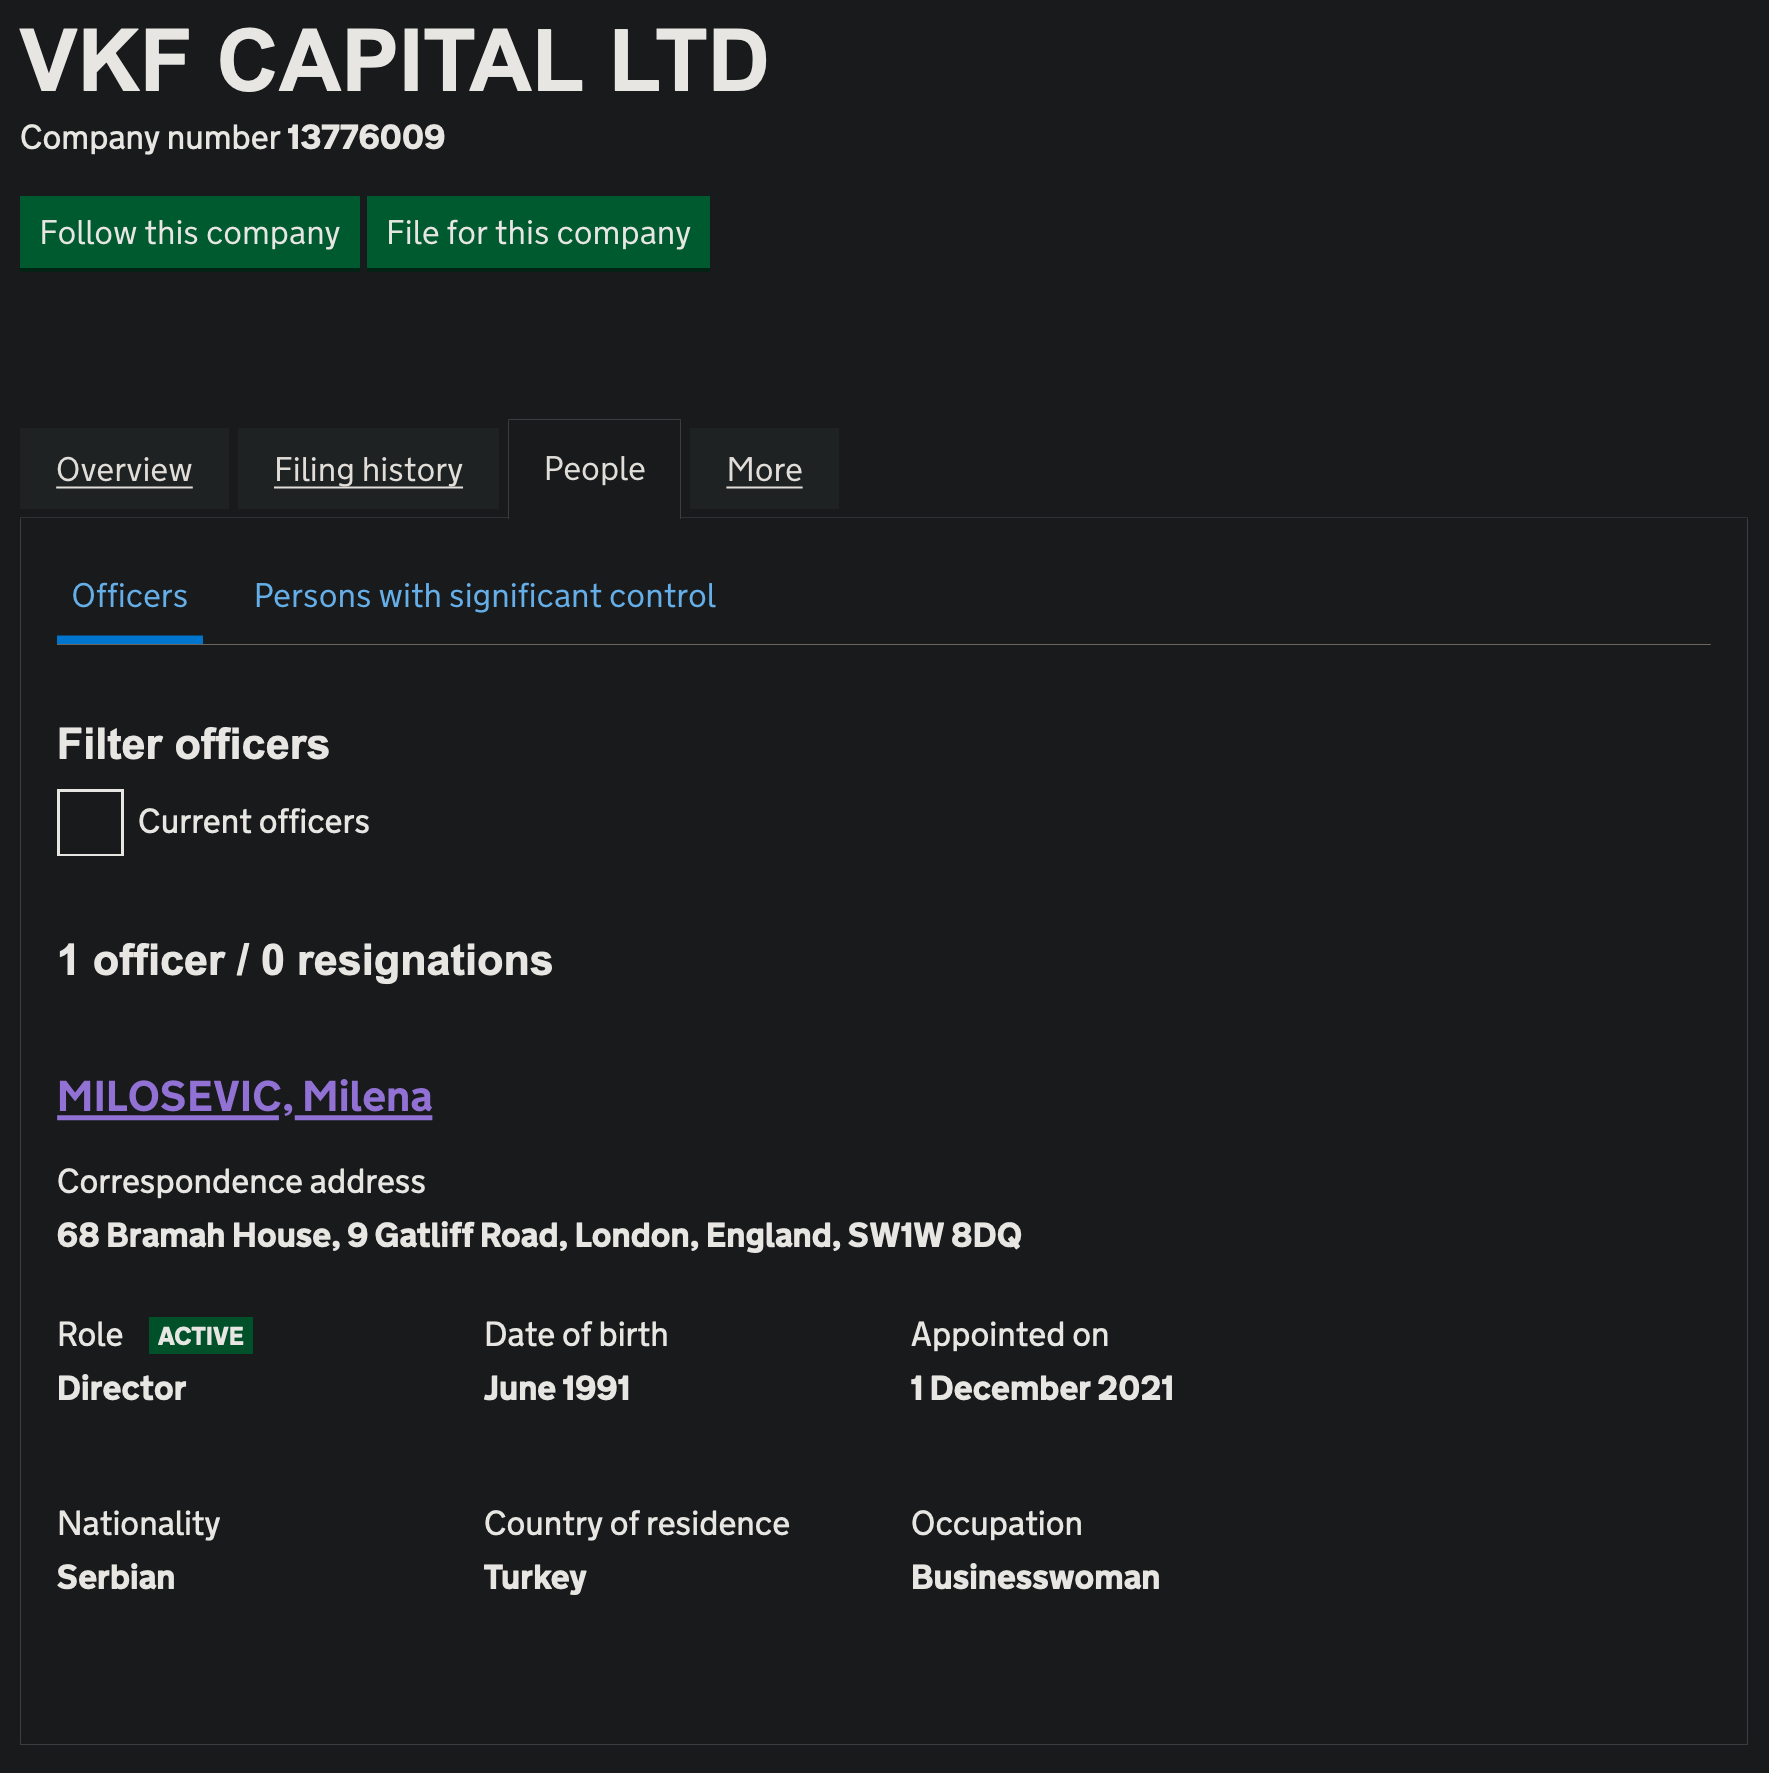 VKF CAPITAL LTD
Company number 13776009
Follow this company File for this company
Overview Filing history People More
Officers Persons with significant control
Filter officers
Current officers
1 officer / 0 resignations
MILOSEVIC, Milena
Correspondence address
68 Bramah House, 9 Gatliff Road, London, England, SW1W 8DQ
Role ACTIVE Date of birth Appointed on
Director June 1991 1 December 2021
Nationality Country of residence Occupation
Serbian Turkey Businesswoman